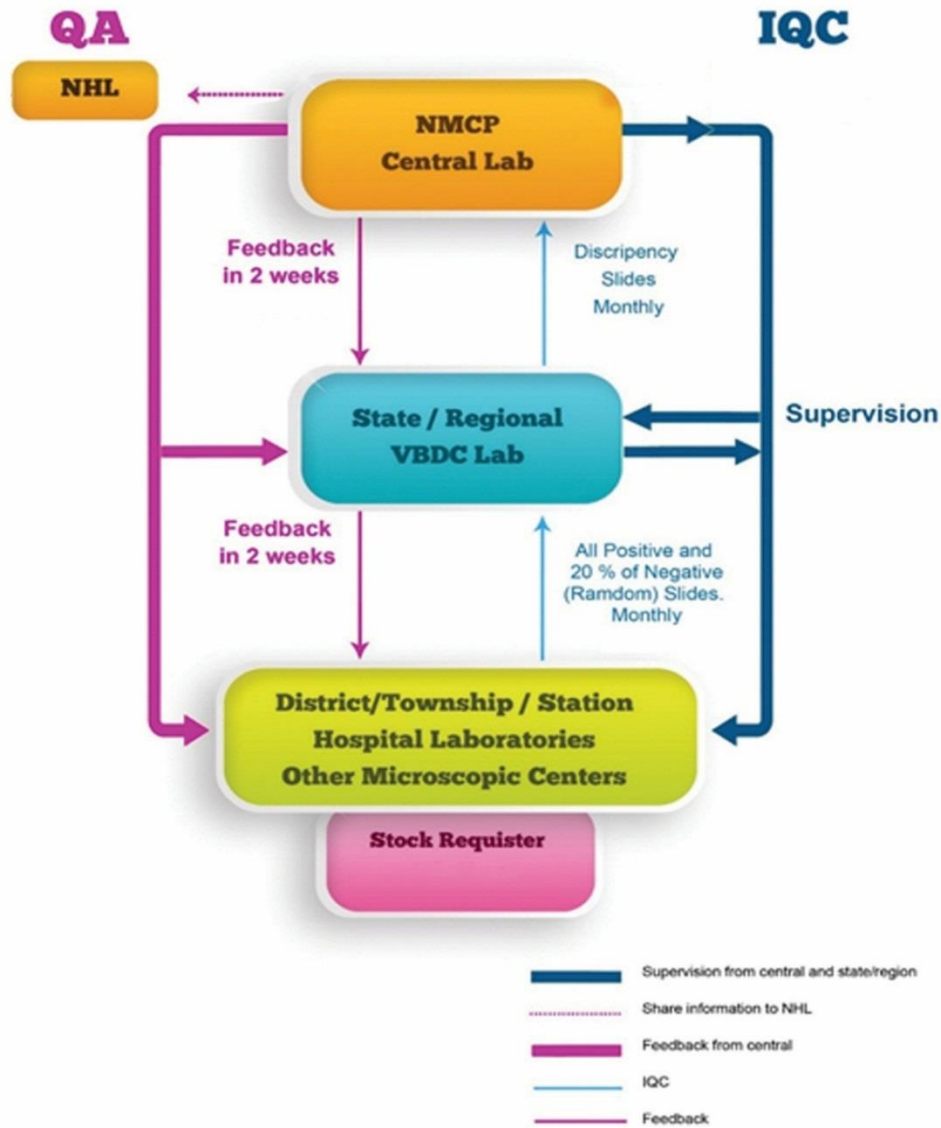 QA
IQC
NHL
NMCP
Central Lab
Feedback
in 2 weeks
Discripency
Slides
Monthly
State / Regional
VBDC Lab
Supervision
Feedback
in 2 weeks
All Positive and
20 % of Negative
(Ramdom) Slides.
Monthly
District/Township / Station
Hospital Laboratories
Other Microscopic Centers
Stock Requister
Supervision from central and state/region
Share information to NHL
Feedback from central
IQC
Feedback